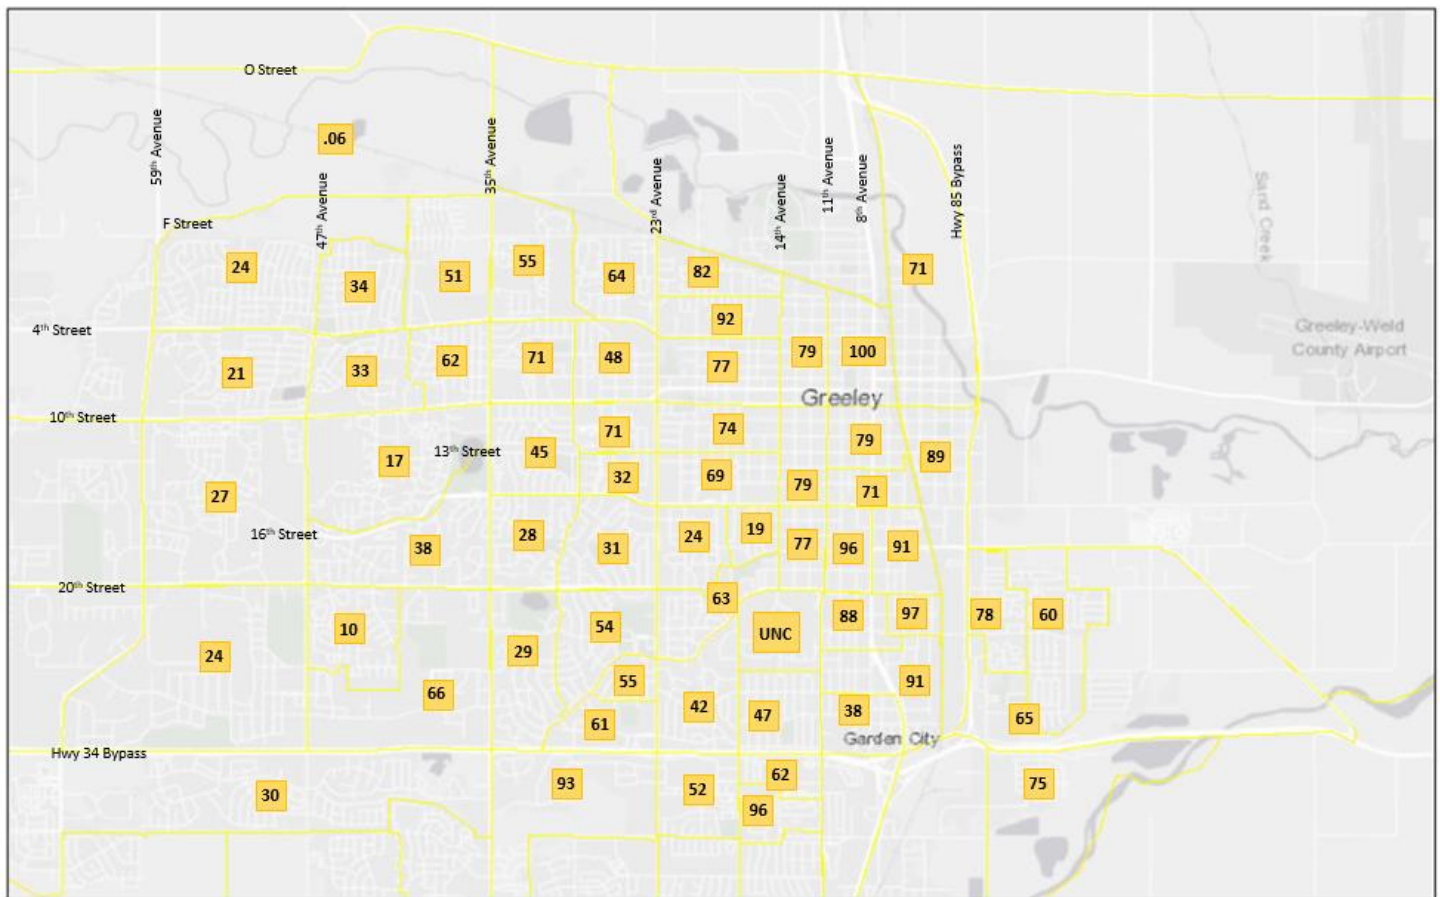 O Street
59th Avenue
.06
35th Avenue
23rd Avenue
11th Avenue
8th Avenue
Hwy 85 Bypass
Sand Creek
47th Avenue
14th Avenue
F Street
24
34
51
55
64
82
71
92
4th Street
Greeley-Weld
County Airport
21
33
62
71
48
77
79
100
Greeley
10th Street
71
74
79
17
13th Street
45
89
32
69
79
71
27
16th Street
38
28
31
24
19
77
96
91
20th Street
63
10
54
UNC
88
97
78
60
24
29
66
55
91
42
47
38
65
61
Garden City
Hwy 34 Bypass
30
93
52
62
75
96